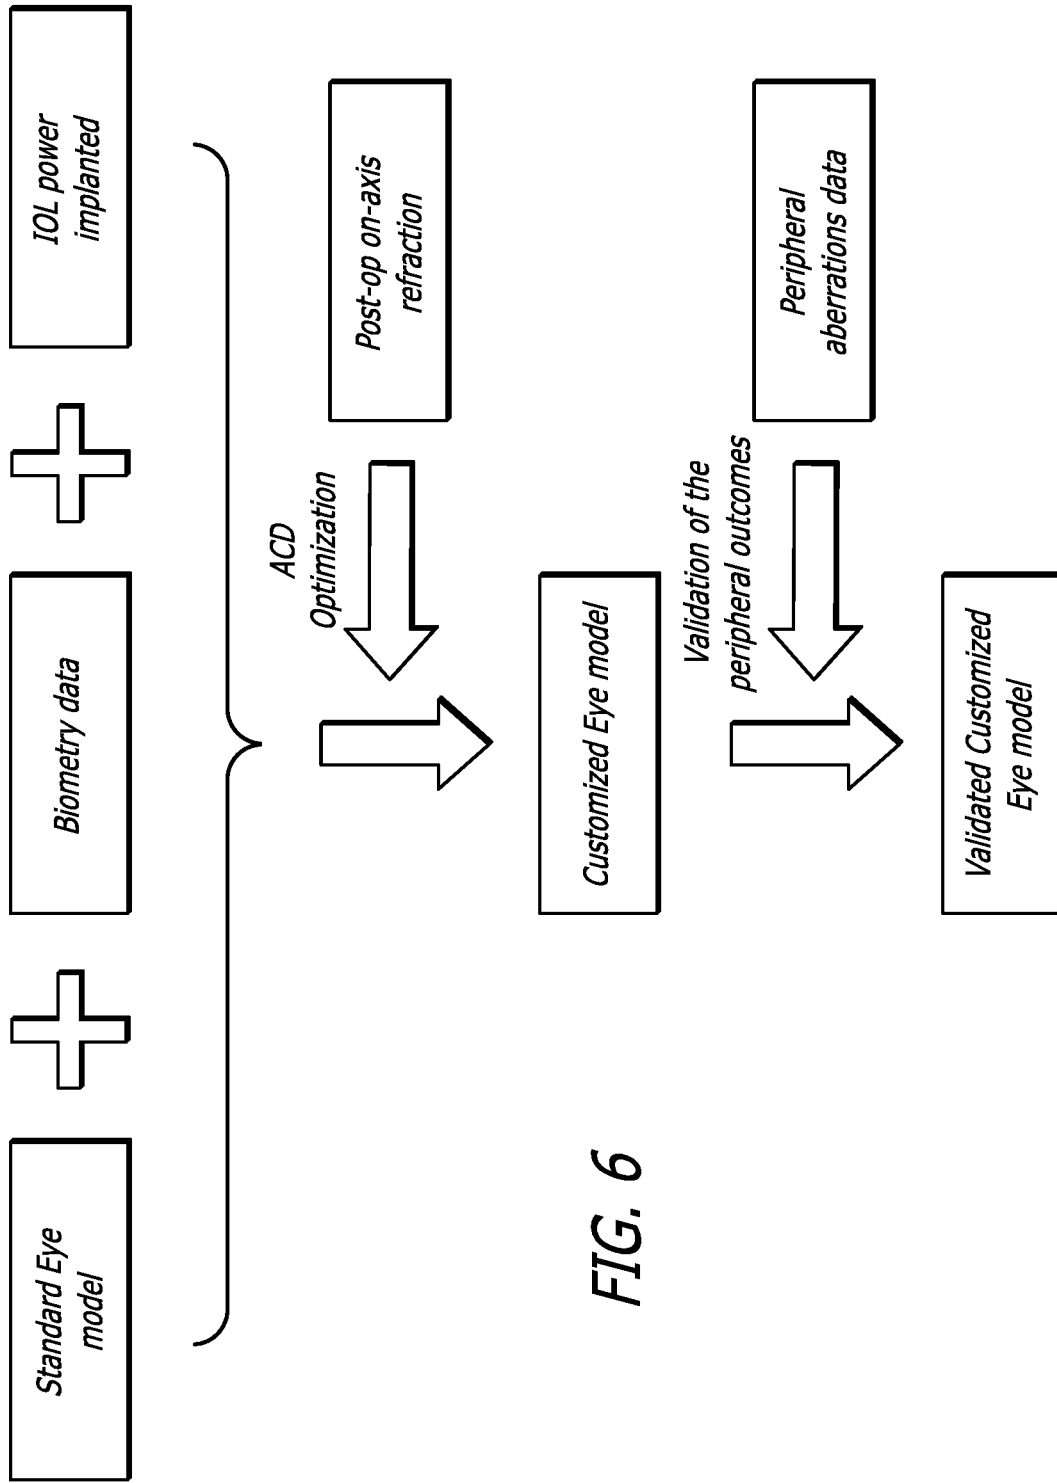 Standard Eye
model
Biometry data
IOL power
implanted
ACD
Optimization
Post-op on-axis
refraction
Customized Eye model
Validation of the
peripheral outcomes
Peripheral
aberrations data
Validated Customized
Eye model
FIG. 6